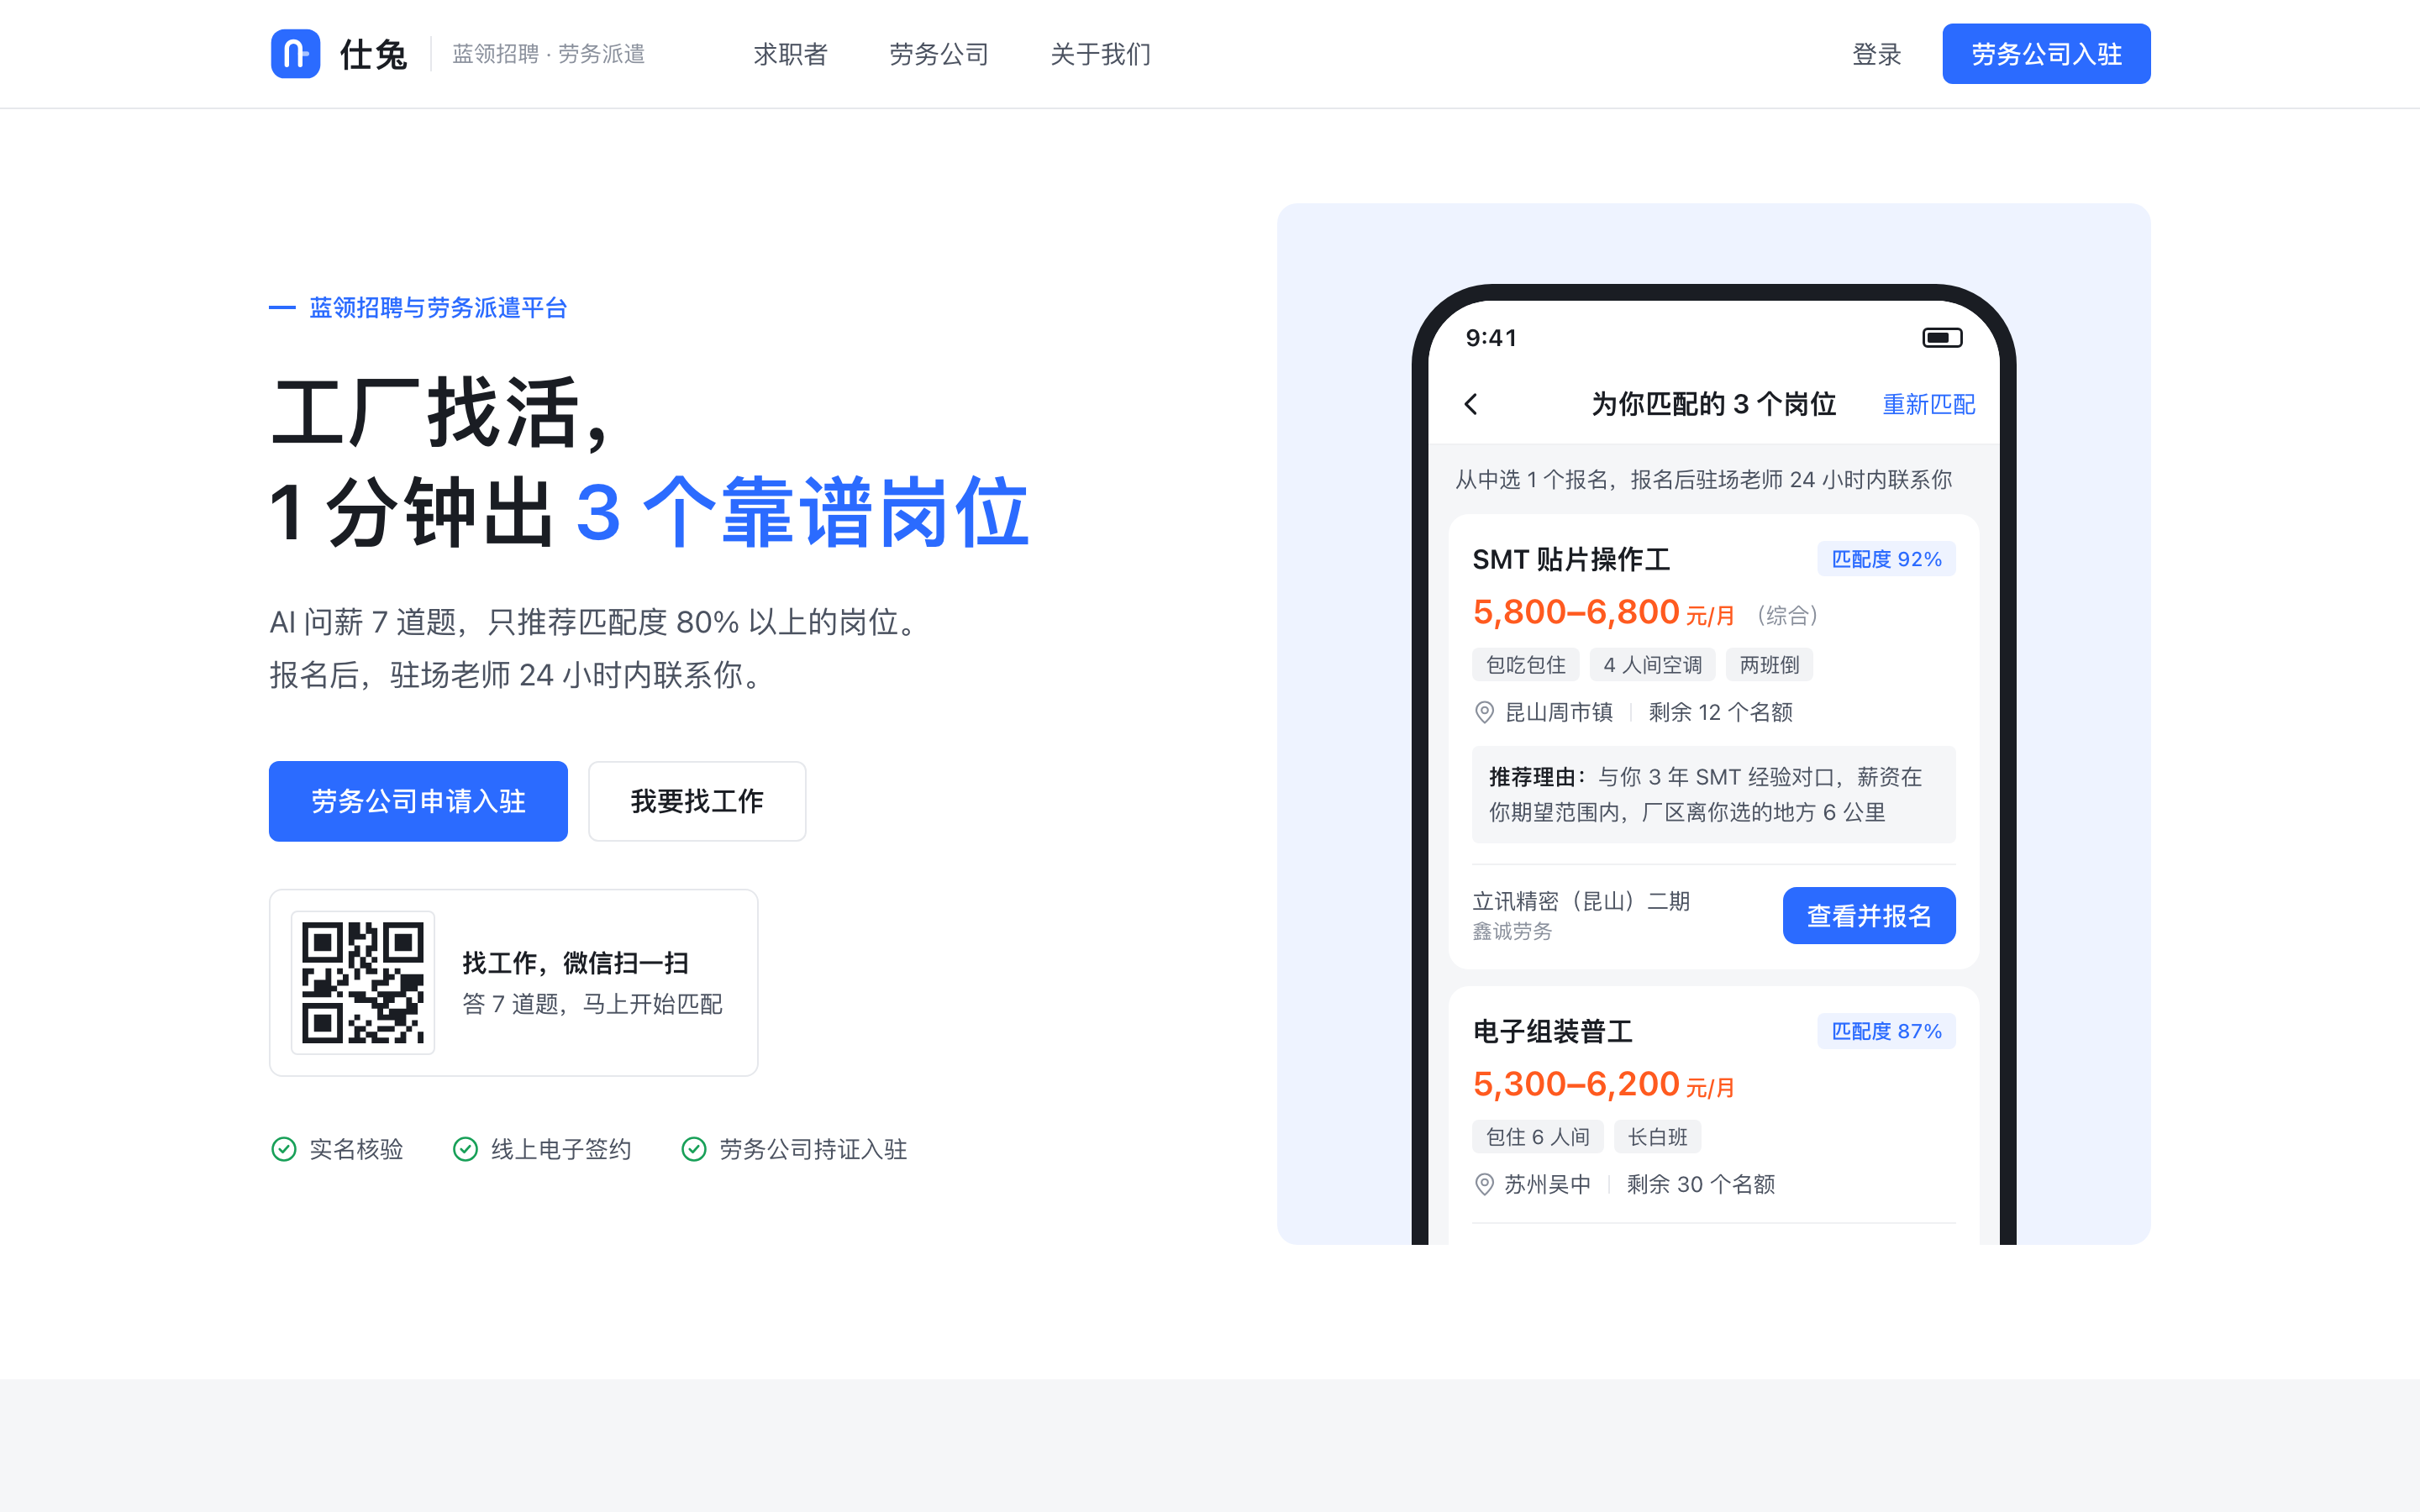 仕兔
蓝领招聘 · 劳务派遣
求职者
劳务公司
关于我们
登录
劳务公司入驻
蓝领招聘与劳务派遣平台
工厂找活，
1 分钟出 3 个靠谱岗位
AI 问薪 7 道题，只推荐匹配度 80% 以上的岗位。
报名后，驻场老师 24 小时内联系你。
劳务公司申请入驻
我要找工作
找工作，微信扫一扫
答 7 道题，马上开始匹配
实名核验
线上电子签约
劳务公司持证入驻
9:41
为你匹配的 3 个岗位
重新匹配
从中选 1 个报名，报名后驻场老师 24 小时内联系你
SMT 贴片操作工
匹配度 92%
5,800–6,800 元/月 （综合）
包吃包住
4 人间空调
两班倒
昆山周市镇
剩余 12 个名额
推荐理由：与你 3 年 SMT 经验对口，薪资在
你期望范围内，厂区离你选的地方 6 公里
立讯精密（昆山）二期
鑫诚劳务
查看并报名
电子组装普工
匹配度 87%
5,300–6,200 元/月
包住 6 人间
长白班
苏州吴中
剩余 30 个名额